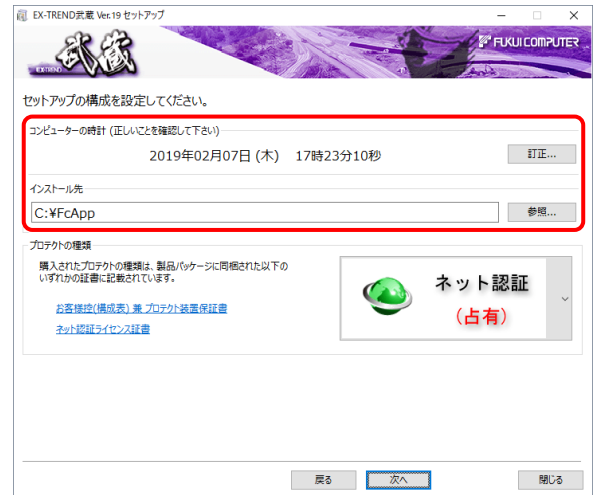 EX-TREND武蔵 Ver.19 セットアップ
武蔵
EX-TREND
FUKUI COMPUTER
セットアップの構成を設定してください。
コンピューターの時計 (正しいことを確認して下さい)
2019年02月07日 (木) 17時23分10秒
訂正...
インストール先
C:¥FcApp
参照...
プロテクトの種類
購入されたプロテクトの種類は、製品パッケージに同梱された以下の
いずれかの証書に記載されています。
お客様控(構成表) 兼 プロテクト装置保証書
ネット認証ライセンス証書
ネット認証
(占有)
戻る
次へ
閉じる